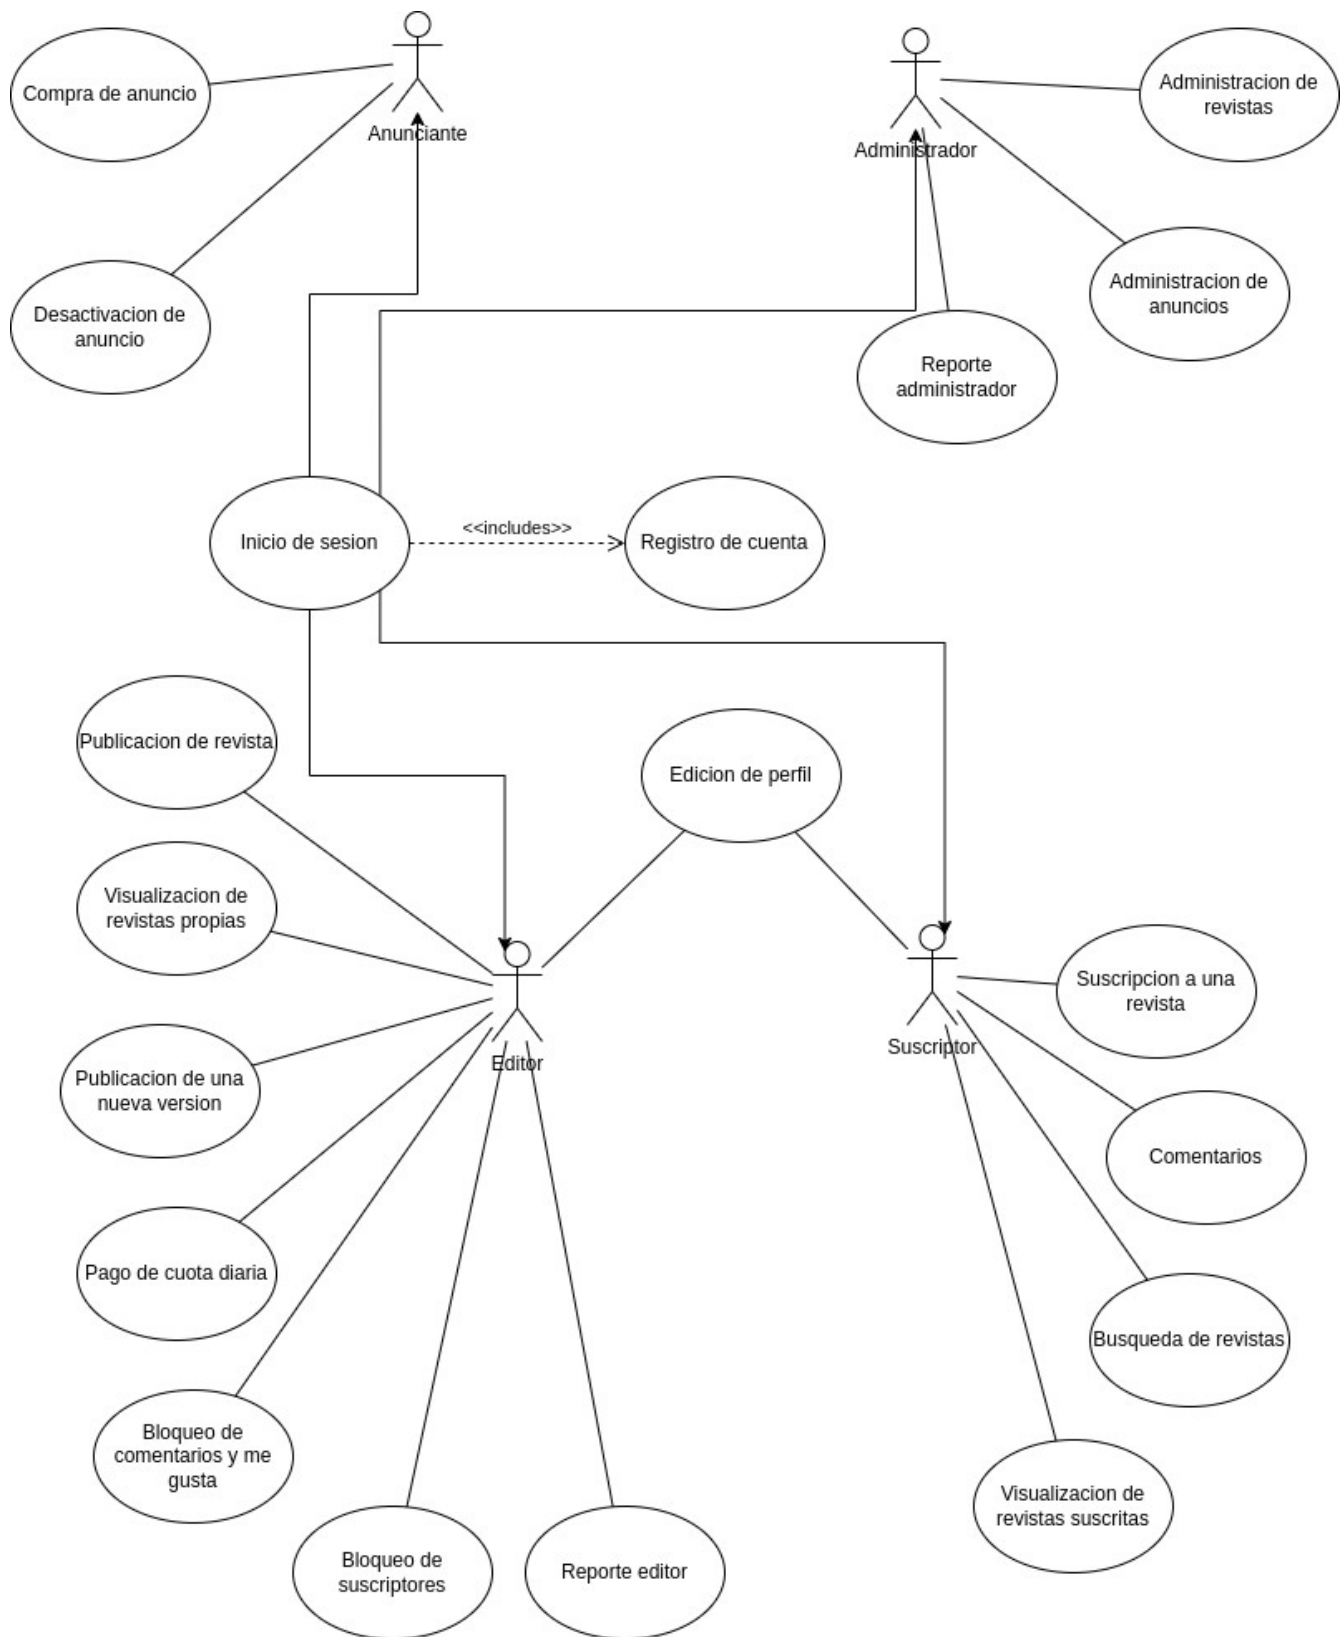 Compra de anuncio
Anunciante
Administrador
Administracion de
revistas
Desactivacion de
anuncio
Administracion de
anuncios
Reporte
administrador
Inicio de sesion
<<includes>>
Registro de cuenta
Publicacion de revista
Edicion de perfil
Visualizacion de
revistas propias
Editor
Suscriptor
Suscripcion a una
revista
Publicacion de una
nueva version
Comentarios
Pago de cuota diaria
Busqueda de revistas
Bloqueo de
comentarios y me
gusta
Visualizacion de
revistas suscritas
Bloqueo de
suscriptores
Reporte editor